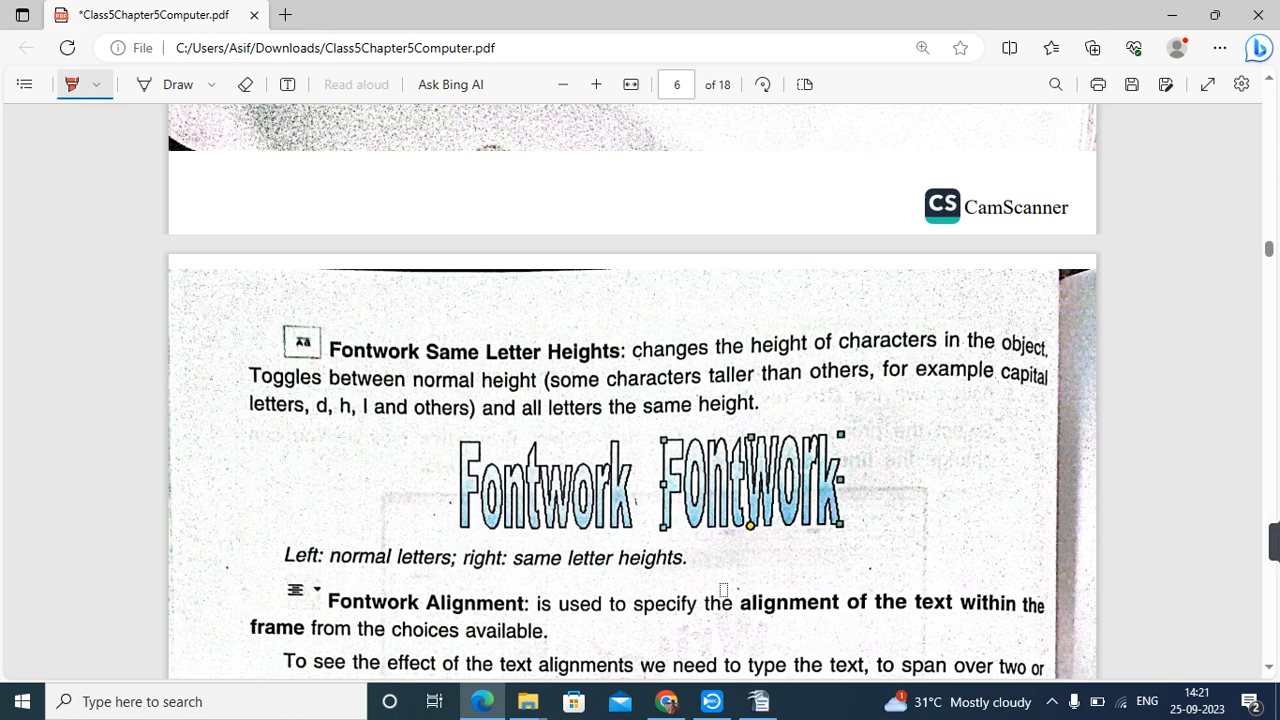 *Class5Chapter5Computer.pdf
File C:/Users/Asif/Downloads/Class5Chapter5Computer.pdf
Draw Read aloud Ask Bing AI 6 of 18
CS CamScanner
Aa Fontwork Same Letter Heights: changes the height of characters in the object.
Toggles between normal height (some characters taller than others, for example capital
letters, d, h, l and others) and all letters the same height.
Fontwork Fontwork
Left: normal letters; right: same letter heights.
Fontwork Alignment: is used to specify the alignment of the text within the
frame from the choices available.
To see the effect of the text alignments we need to type the text, to span over two or
Type here to search
1 31°C Mostly cloudy ENG 14:21
25-09-2023 2